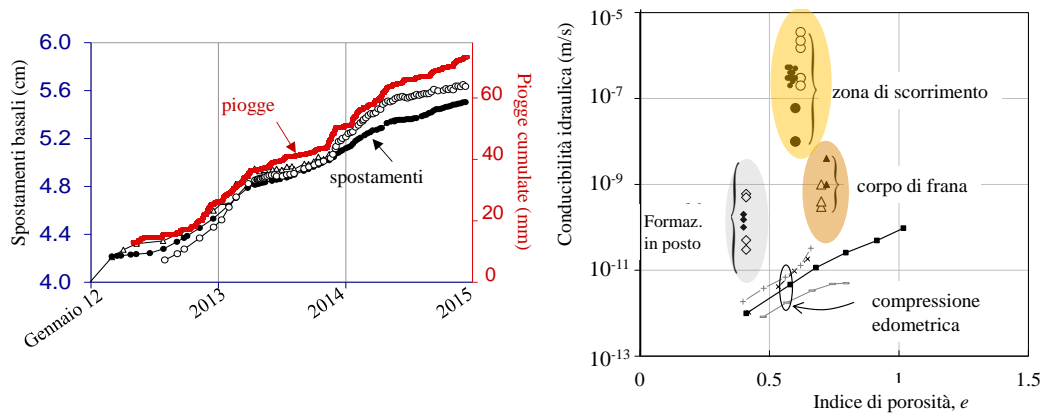 Spostamenti basali (cm)
6.0
5.6
5.2
4.8
4.4
4.0
piogge
spostamenti
60
40
20
0
Piogge cumulate (mm)
Gennaio 12
2013
2014
2015
Conducibilità idraulica (m/s)
10-5
10-7
10-9
10-11
10-13
zona di scorrimento
corpo di frana
Formaz.
in posto
compressione
edometrica
0
0.5
1
1.5
Indice di porosità, e